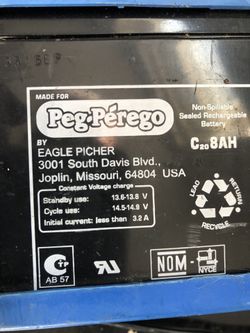 MADE FOR
Peg-Pérego
Non-Spillable
Sealed Rechargeable
Battery
C20 8AH
BY
EAGLE PICHER
3001 South Davis Blvd.,
Joplin, Missouri, 64804 USA
Constant Voltage charge
Standby use: 13.6-13.8 V
Cycle use: 14.5-14.9 V
Initial current: less than 3.2 A
RECYCLE
AB 57
NOM
NYCE